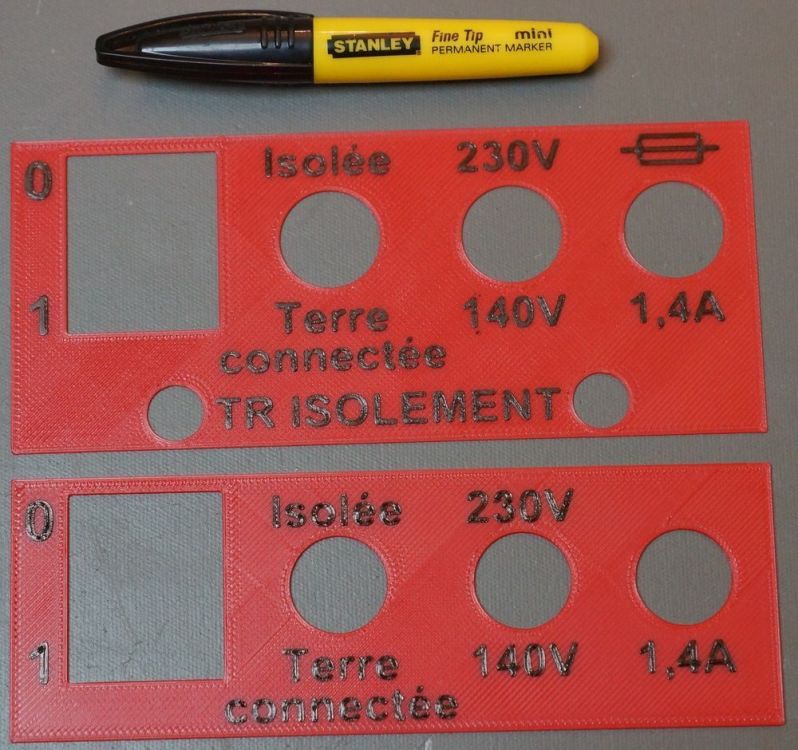 STANLEY Fine Tip mini
PERMANENT MARKER
0 Isolée 230V
1 Terre 140V 1,4A
connectée
TR ISOLEMENT
0 Isolée 230V
1 Terre 140V 1,4A
connectée